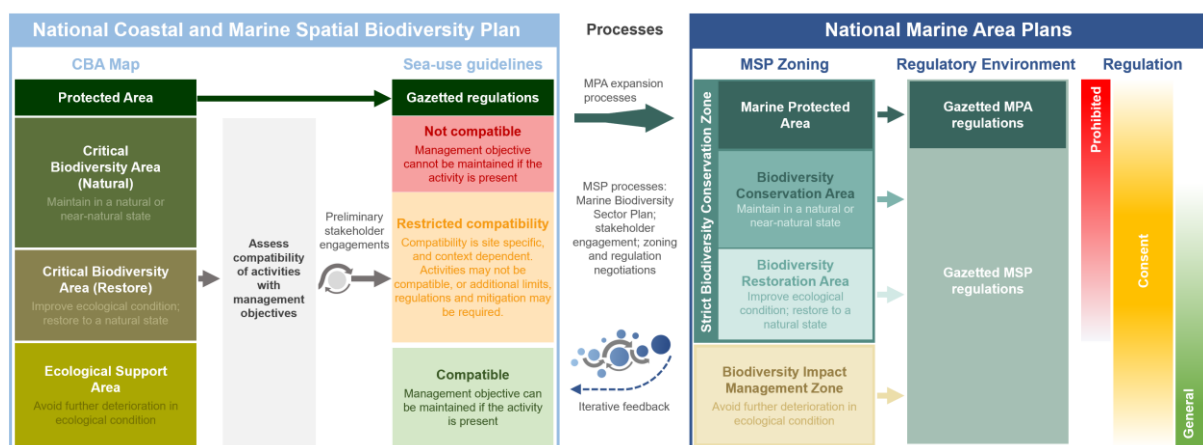 National Coastal and Marine Spatial Biodiversity Plan
CBA Map
Sea-use guidelines
Protected Area
Gazetted regulations
Critical
Biodiversity Area
(Natural)
Maintain in a natural or
near-natural state
Critical Biodiversity
Area (Restore)
Improve ecological condition;
restore to a natural state
Ecological Support
Area
Avoid further deterioration in
ecological condition
Assess
compatibility
of activities
with
management
objectives
Preliminary
stakeholder
engagements
Not compatible
Management objective
cannot be maintained if the
activity is present
Restricted compatibility
Compatibility is site specific,
and context dependent.
Activities may not be
compatible, or additional limits,
regulations and mitigation may
be required.
Compatible
Management objective can
be maintained if the activity
is present
Processes
MPA expansion
processes
MSP processes:
Marine Biodiversity
Sector Plan;
stakeholder
engagement; zoning
and regulation
negotiations
Iterative feedback
National Marine Area Plans
MSP Zoning
Regulatory Environment
Regulation
Strict Biodiversity Conservation Zone
Marine Protected
Area
Biodiversity
Conservation Area
Maintain in a natural or
near-natural state
Biodiversity
Restoration Area
Improve ecological
condition; restore to
a natural state
Biodiversity Impact
Management Zone
Avoid further deterioration in
ecological condition
Gazetted MPA
regulations
Gazetted MSP
regulations
Prohibited
Consent
General